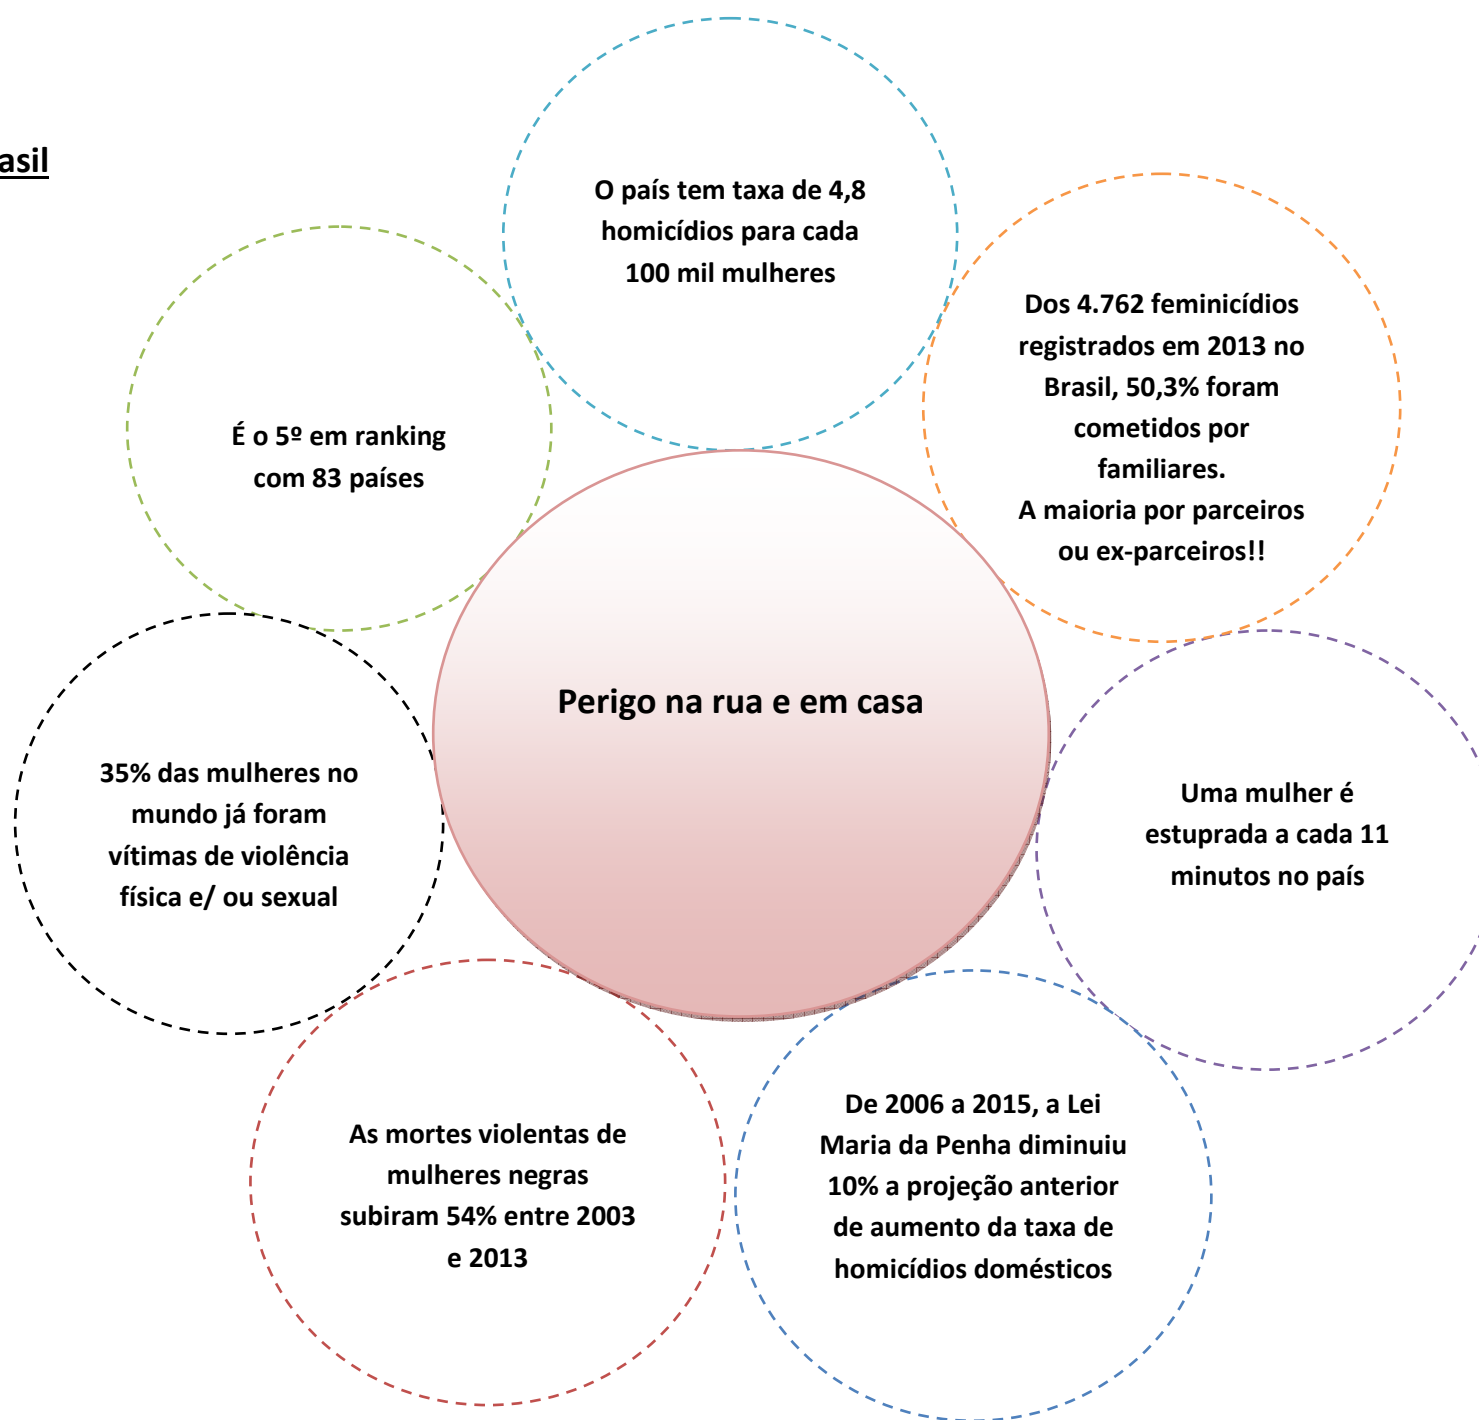 asil
O país tem taxa de 4,8
homicídios para cada
100 mil mulheres
Dos 4.762 feminicídios
registrados em 2013 no
Brasil, 50,3% foram
cometidos por
familiares.
A maioria por parceiros
ou ex-parceiros!!
É o 5º em ranking
com 83 países
Perigo na rua e em casa
35% das mulheres no
mundo já foram
vítimas de violência
física e/ ou sexual
Uma mulher é
estuprada a cada 11
minutos no país
As mortes violentas de
mulheres negras
subiram 54% entre 2003
e 2013
De 2006 a 2015, a Lei
Maria da Penha diminuiu
10% a projeção anterior
de aumento da taxa de
homicídios domésticos